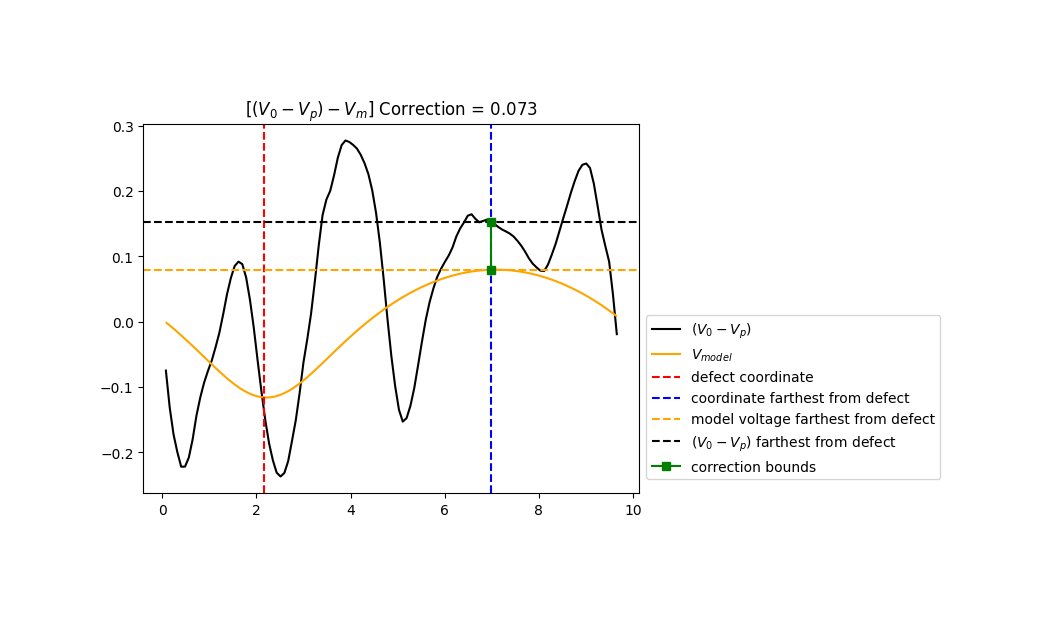 [(V₀ − Vₚ) − Vₘ] Correction = 0.073
0.3
0.2
0.1
0.0
−0.1
−0.2
0 2 4 6 8 10
(V₀ − Vₚ)
V_model
defect coordinate
coordinate farthest from defect
model voltage farthest from defect
(V₀ − Vₚ) farthest from defect
correction bounds